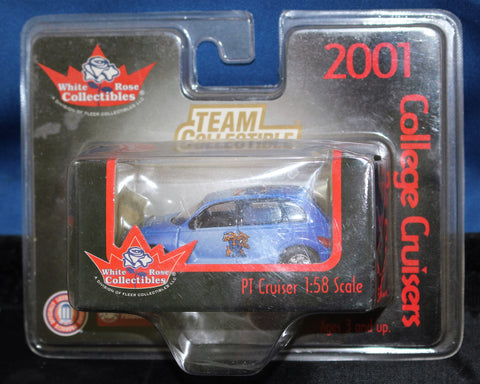 White Rose
Collectibles
A DIVISION OF FLEER COLLECTIBLES LLC
2001
College Cruisers
TEAM
COLLECTIBLE
White Rose
Collectibles
A DIVISION OF FLEER COLLECTIBLES LLC
PT Cruiser 1:58 Scale
Ages 3 and up.